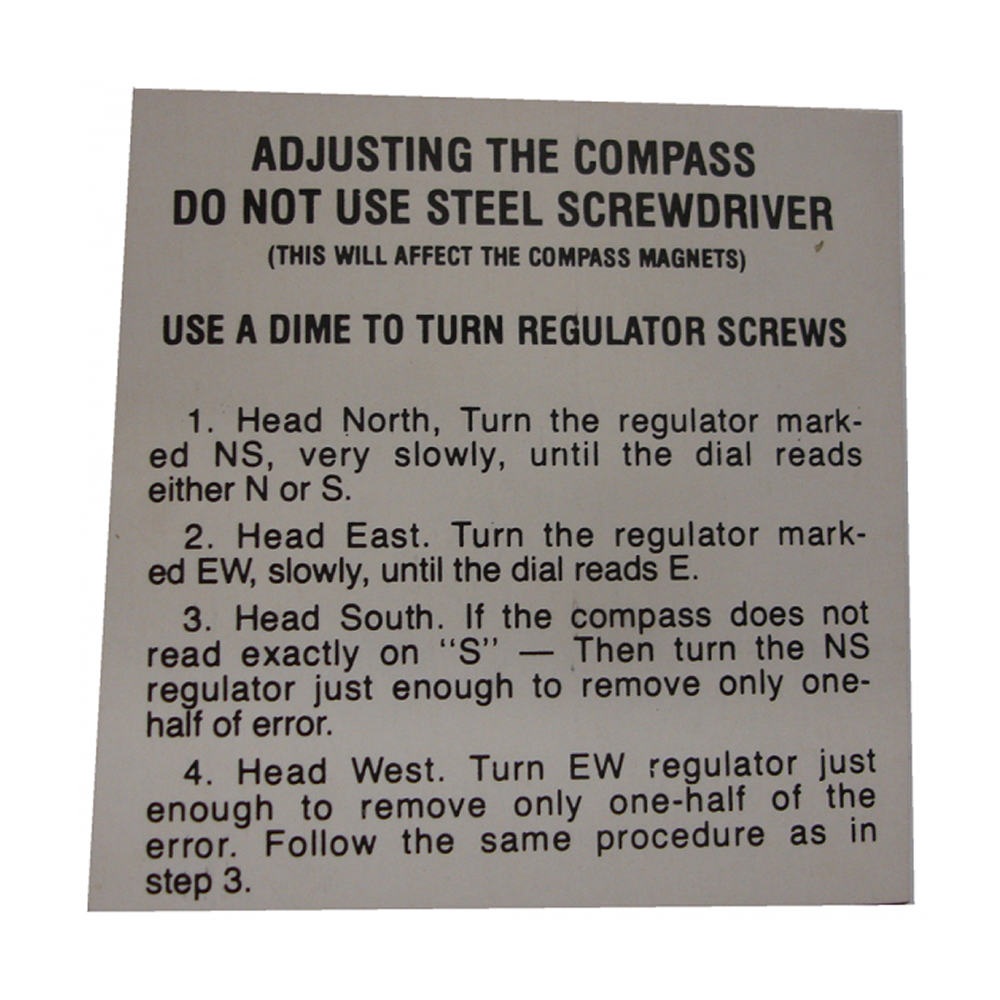 ADJUSTING THE COMPASS
DO NOT USE STEEL SCREWDRIVER
(THIS WILL AFFECT THE COMPASS MAGNETS)
USE A DIME TO TURN REGULATOR SCREWS
1. Head North, Turn the regulator mark-
ed NS, very slowly, until the dial reads
either N or S.
2. Head East. Turn the regulator mark-
ed EW, slowly, until the dial reads E.
3. Head South. If the compass does not
read exactly on “S” — Then turn the NS
regulator just enough to remove only one-
half of error.
4. Head West. Turn EW regulator just
enough to remove only one-half of the
error. Follow the same procedure as in
step 3.